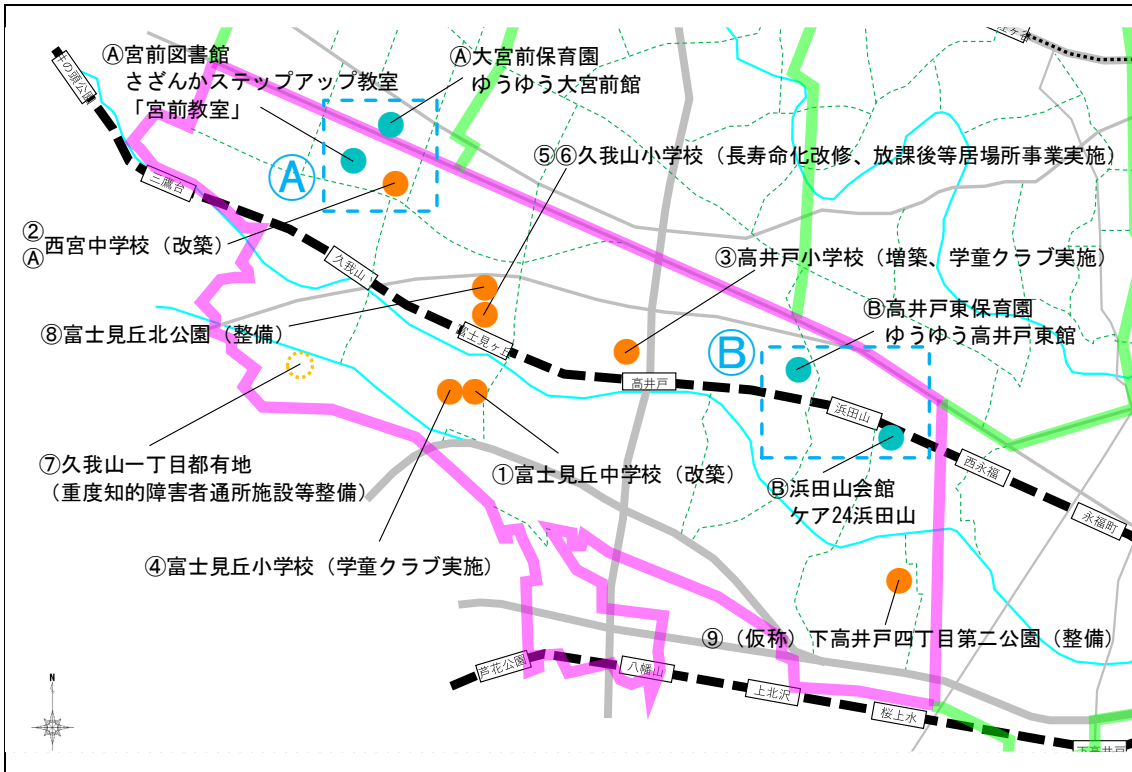 Ⓐ宮前図書館
さざんかステップアップ教室
「宮前教室」
Ⓐ大宮前保育園
ゆうゆう大宮前館
井の頭公園
⑤⑥久我山小学校（長寿命化改修、放課後等居場所事業実施）
Ⓐ
三鷹台
②
Ⓐ
西宮中学校（改築）
久我山
③高井戸小学校（増築、学童クラブ実施）
Ⓑ高井戸東保育園
ゆうゆう高井戸東館
⑧富士見丘北公園（整備）
富士見ケ丘
Ⓑ
高井戸
浜田山
⑦久我山一丁目都有地
（重度知的障害者通所施設等整備）
①富士見丘中学校（改築）
西永福
Ⓑ浜田山会館
ケア24浜田山
永福町
④富士見丘小学校（学童クラブ実施）
⑨（仮称）下高井戸四丁目第二公園（整備）
芦花公園
八幡山
上北沢
桜上水
下高井戸
N